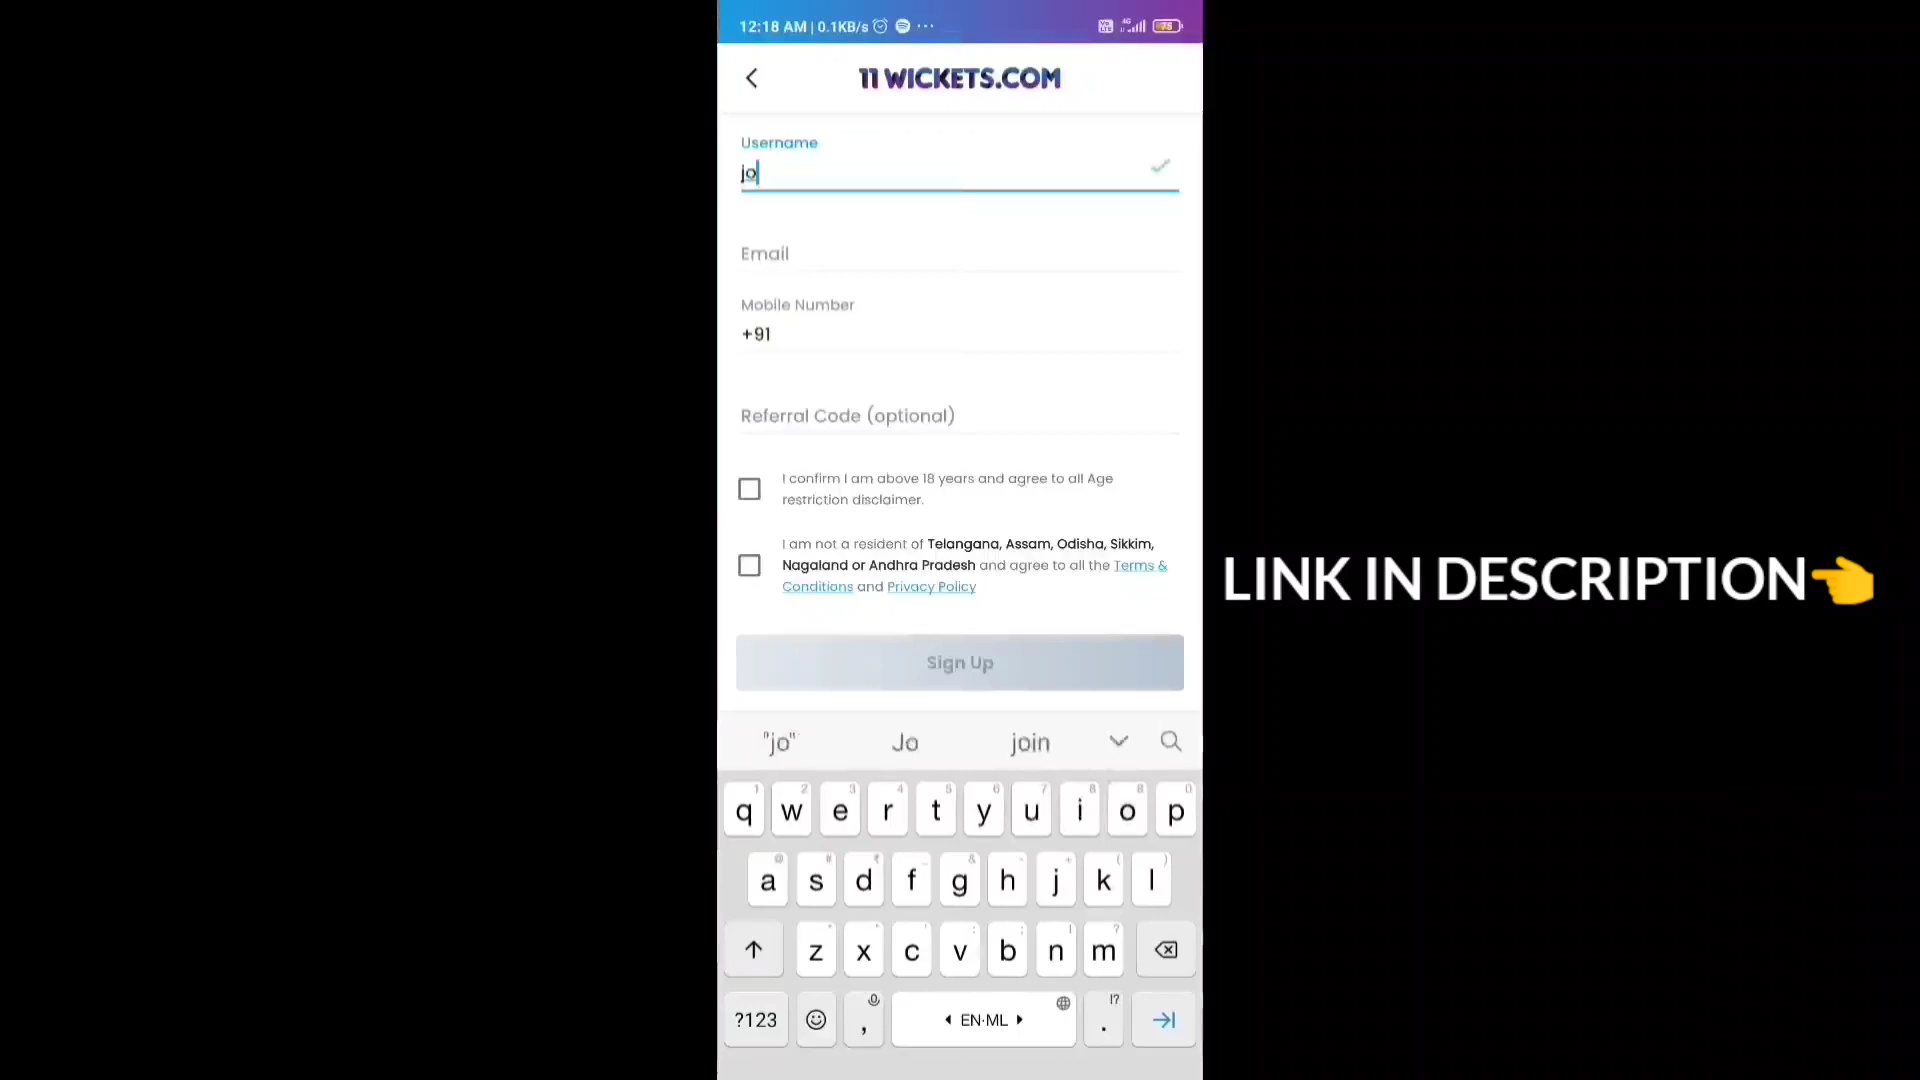 12:18 AM | 0.1KB/s ...
4G
75
11 WICKETS.COM
Username
jo
Email
Mobile Number
+91
Referral Code (optional)
I confirm I am above 18 years and agree to all Age
restriction disclaimer.
I am not a resident of Telangana, Assam, Odisha, Sikkim,
Nagaland or Andhra Pradesh and agree to all the Terms &
Conditions and Privacy Policy
LINK IN DESCRIPTION
Sign Up
"jo" Jo join
q w e r t y u i o p
a s d f g h j k l
z x c v b n m
?123 , EN·ML . !?